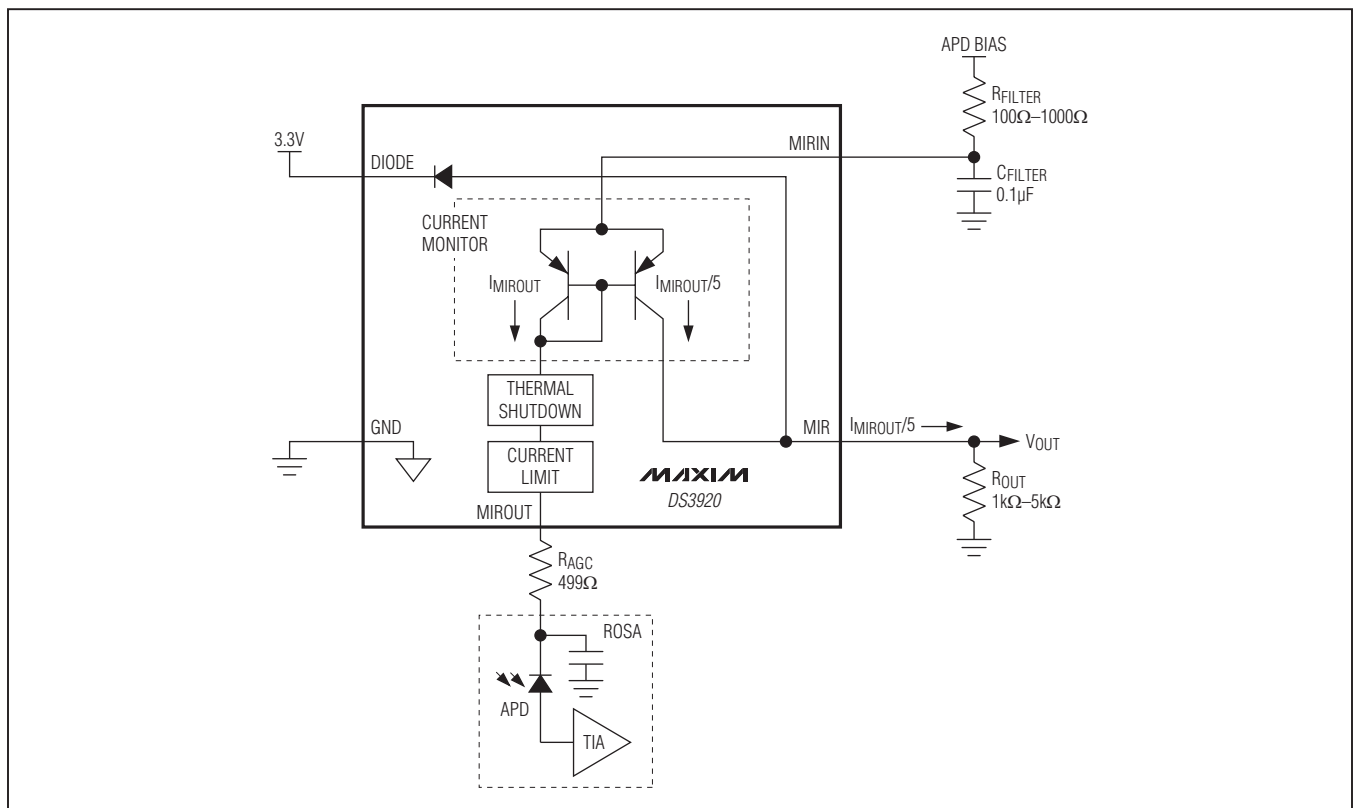 APD BIAS
RFILTER
100Ω–1000Ω
3.3V
DIODE
MIRIN
CFILTER
0.1µF
CURRENT
MONITOR
IMIROUT
IMIROUT/5
THERMAL
SHUTDOWN
GND
MIR
IMIROUT/5
VOUT
CURRENT
LIMIT
MAXIM
DS3920
ROUT
1kΩ–5kΩ
MIROUT
RAGC
499Ω
ROSA
APD
TIA